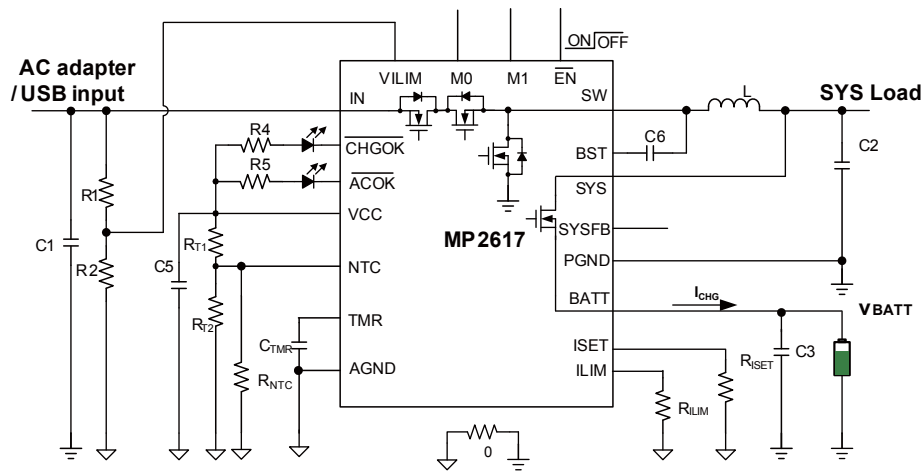 ON OFF
AC adapter
/ USB input
VILIM M0 M1 EN
IN SW
SYS Load
L
R4
CHGOK
C6
C2
BST
R5
ACOK
SYS
R1
VCC
MP2617
SYSFB
C1
RT1
R2
C5
NTC
PGND
BATT
ICHG
VBATT
RT2
TMR
CTMR
ISET
RISET
C3
AGND
ILIM
RNTC
RILIM
0